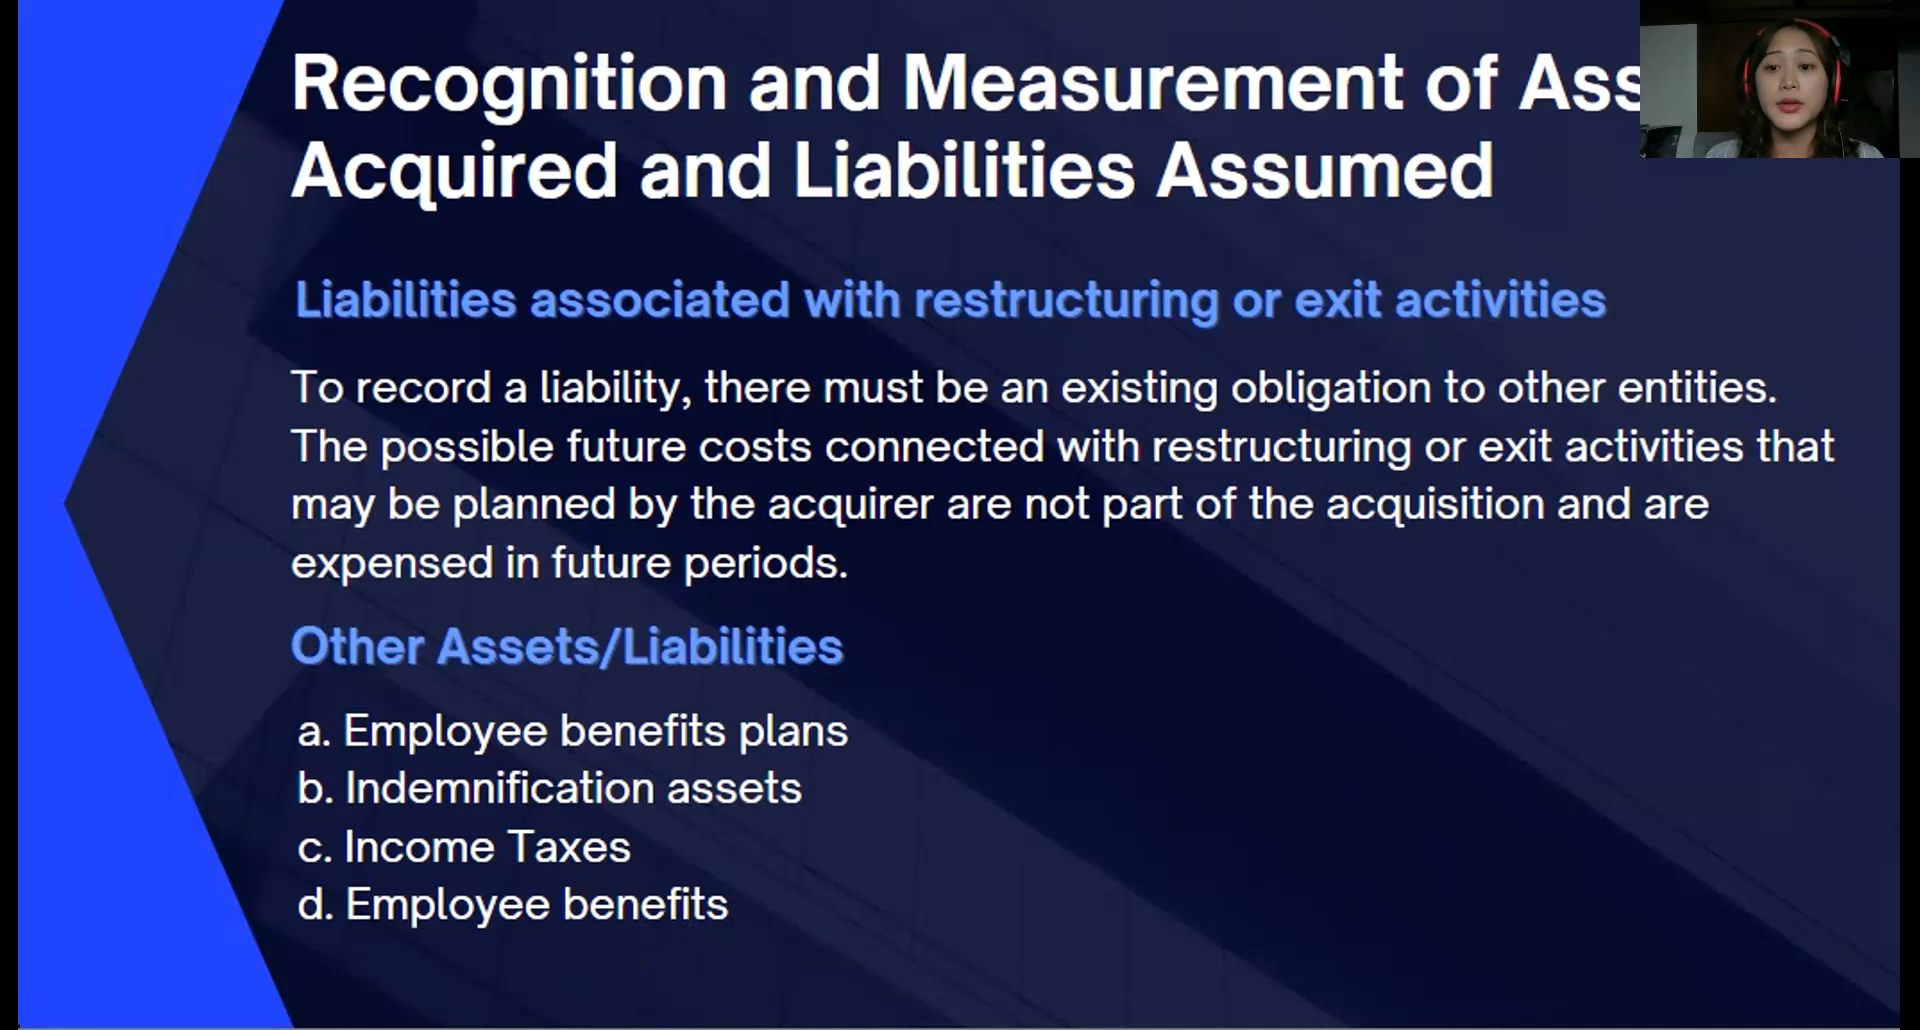 Recognition and Measurement of Ass
Acquired and Liabilities Assumed
Liabilities associated with restructuring or exit activities
To record a liability, there must be an existing obligation to other entities.
The possible future costs connected with restructuring or exit activities that
may be planned by the acquirer are not part of the acquisition and are
expensed in future periods.
Other Assets/Liabilities
a. Employee benefits plans
b. Indemnification assets
c. Income Taxes
d. Employee benefits